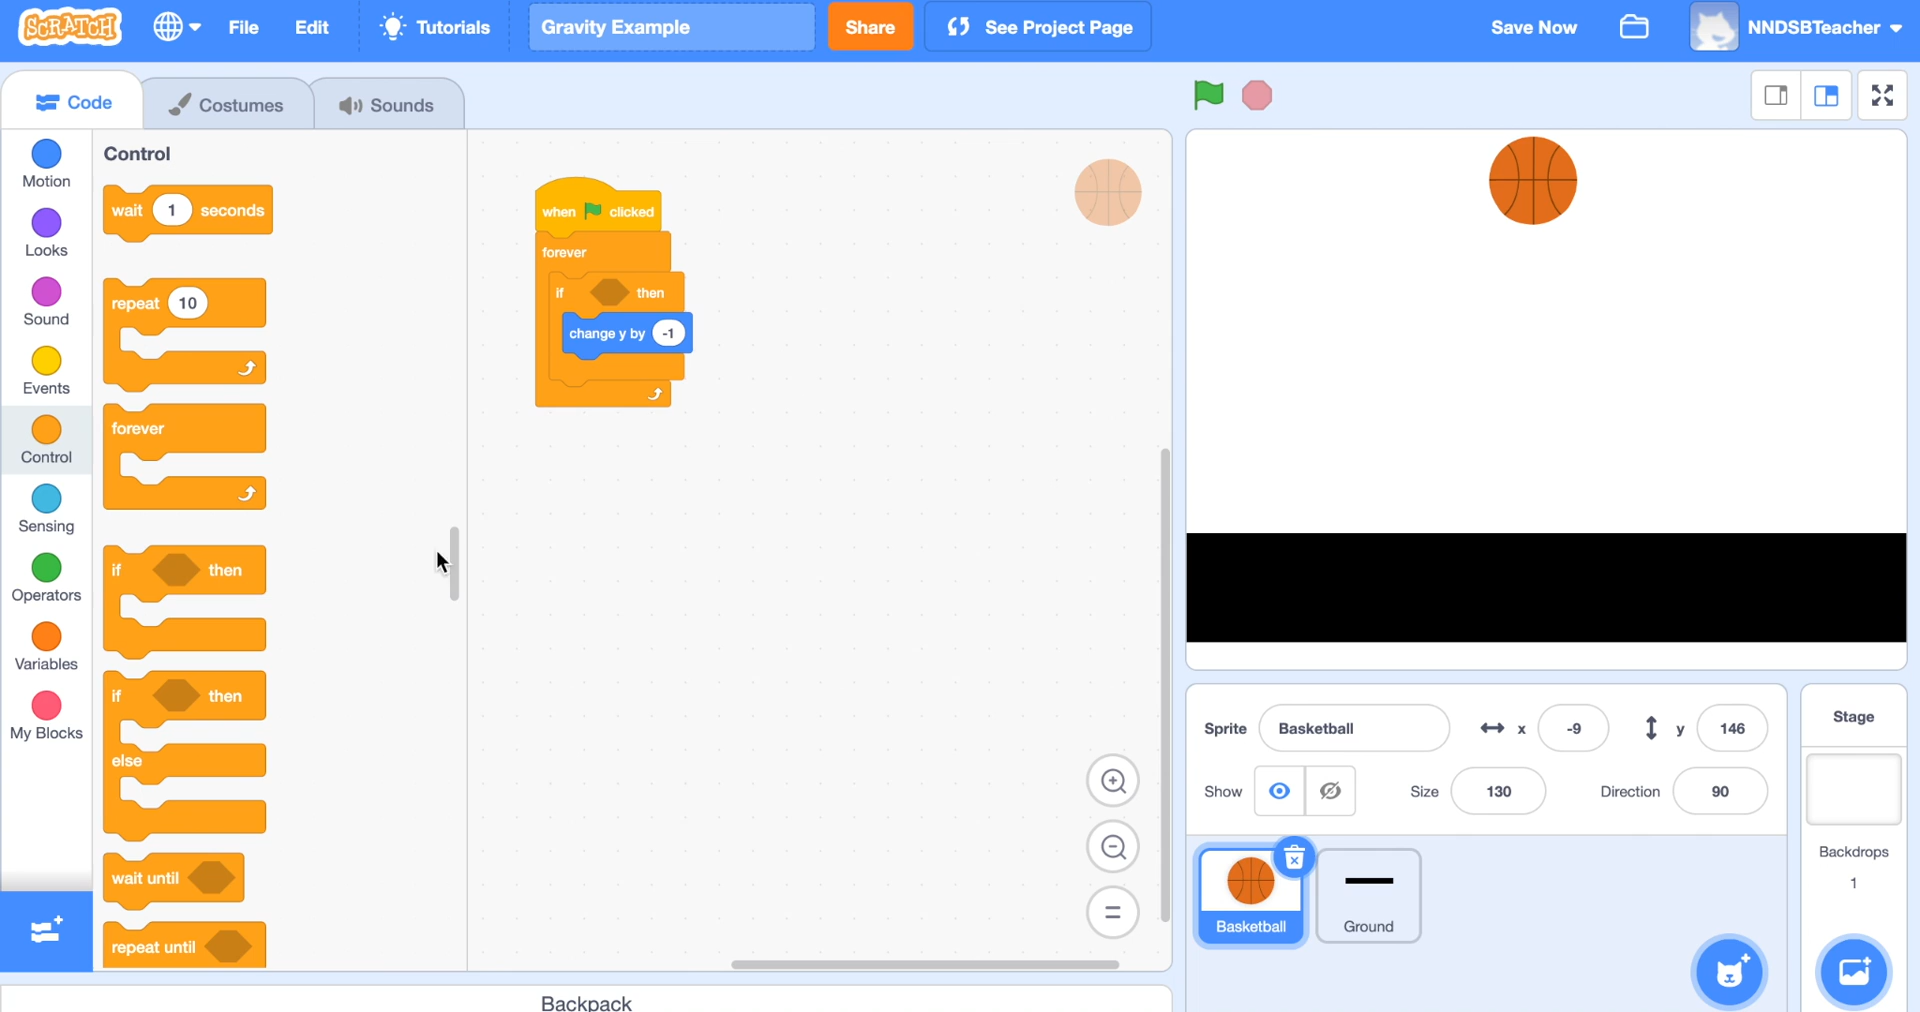 SCRATCH File Edit Tutorials Gravity Example Share See Project Page Save Now NNDSBTeacher
Code Costumes Sounds
Motion
Looks
Sound
Events
Control
Sensing
Operators
Variables
My Blocks
Control
wait 1 seconds
repeat 10
forever
if then
if then
else
wait until
repeat until
when clicked
forever
if then
change y by -1
Sprite Basketball x -9 y 146
Show Size 130 Direction 90
Basketball Ground
Stage
Backdrops
1
Backpack